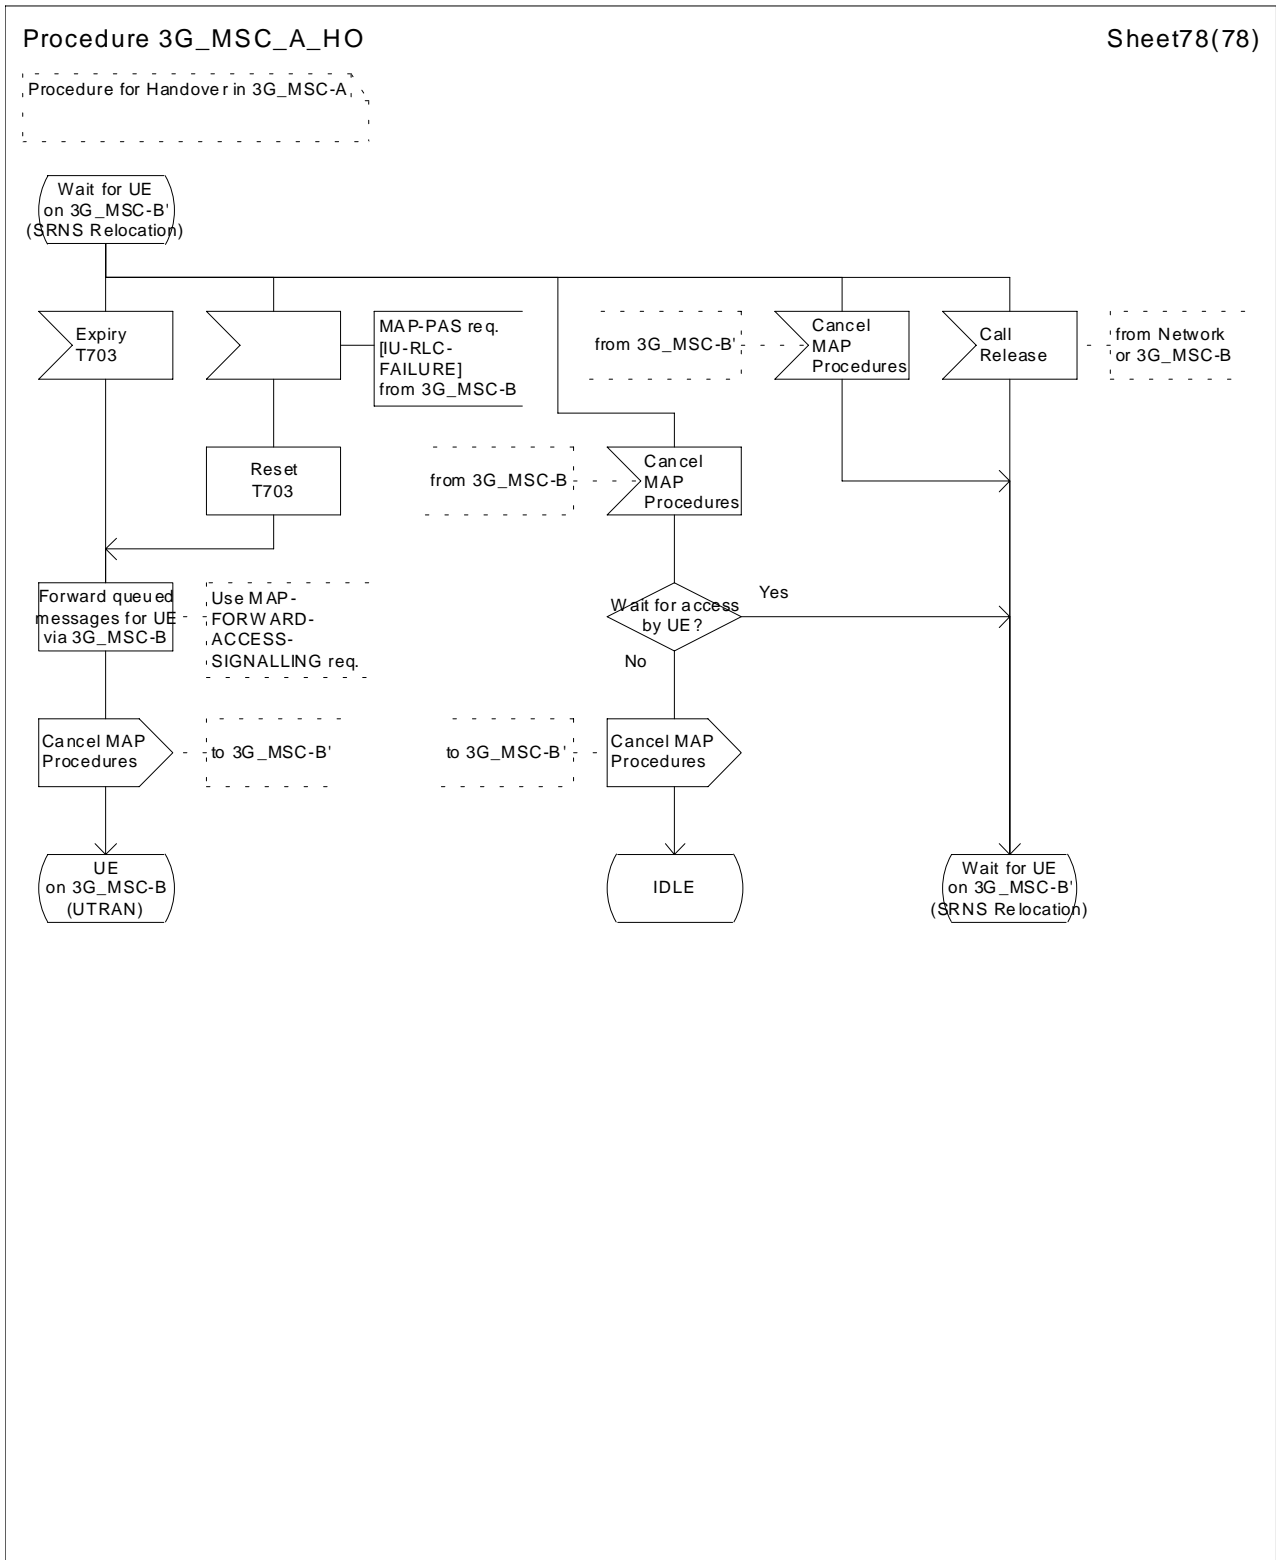 Procedure 3G_MSC_A_HO
Sheet78(78)
Procedure for Handover in 3G_MSC-A
Wait for UE
on 3G_MSC-B'
(SRNS Relocation)
Expiry
T703
MAP-PAS req.
[IU-RLC-
FAILURE]
from 3G_MSC-B
from 3G_MSC-B'
Cancel
MAP
Procedures
Call
Release
from Network
or 3G_MSC-B
Reset
T703
from 3G_MSC-B
Cancel
MAP
Procedures
Forward queued
messages for UE
via 3G_MSC-B
Use MAP-
FORWARD-
ACCESS-
SIGNALLING req.
Wait for access
by UE?
Yes
No
Cancel MAP
Procedures
to 3G_MSC-B'
to 3G_MSC-B'
Cancel MAP
Procedures
UE
on 3G_MSC-B
(UTRAN)
IDLE
Wait for UE
on 3G_MSC-B'
(SRNS Relocation)